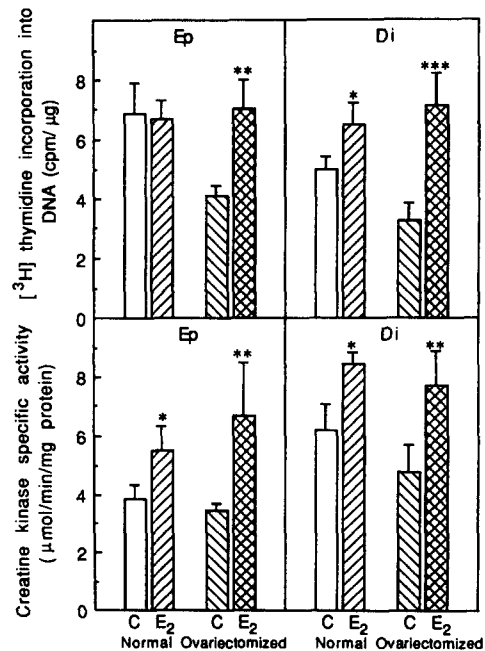 [³H] thymidine incorporation into
DNA (cpm/μg)
Ep
Di
8
6
4
2
0
**
*
***
Creatine kinase specific activity
(μmol/min/mg protein)
Ep
Di
8
6
4
2
0
*
**
*
**
C E₂ C E₂ C E₂ C E₂
Normal Ovariectomized Normal Ovariectomized